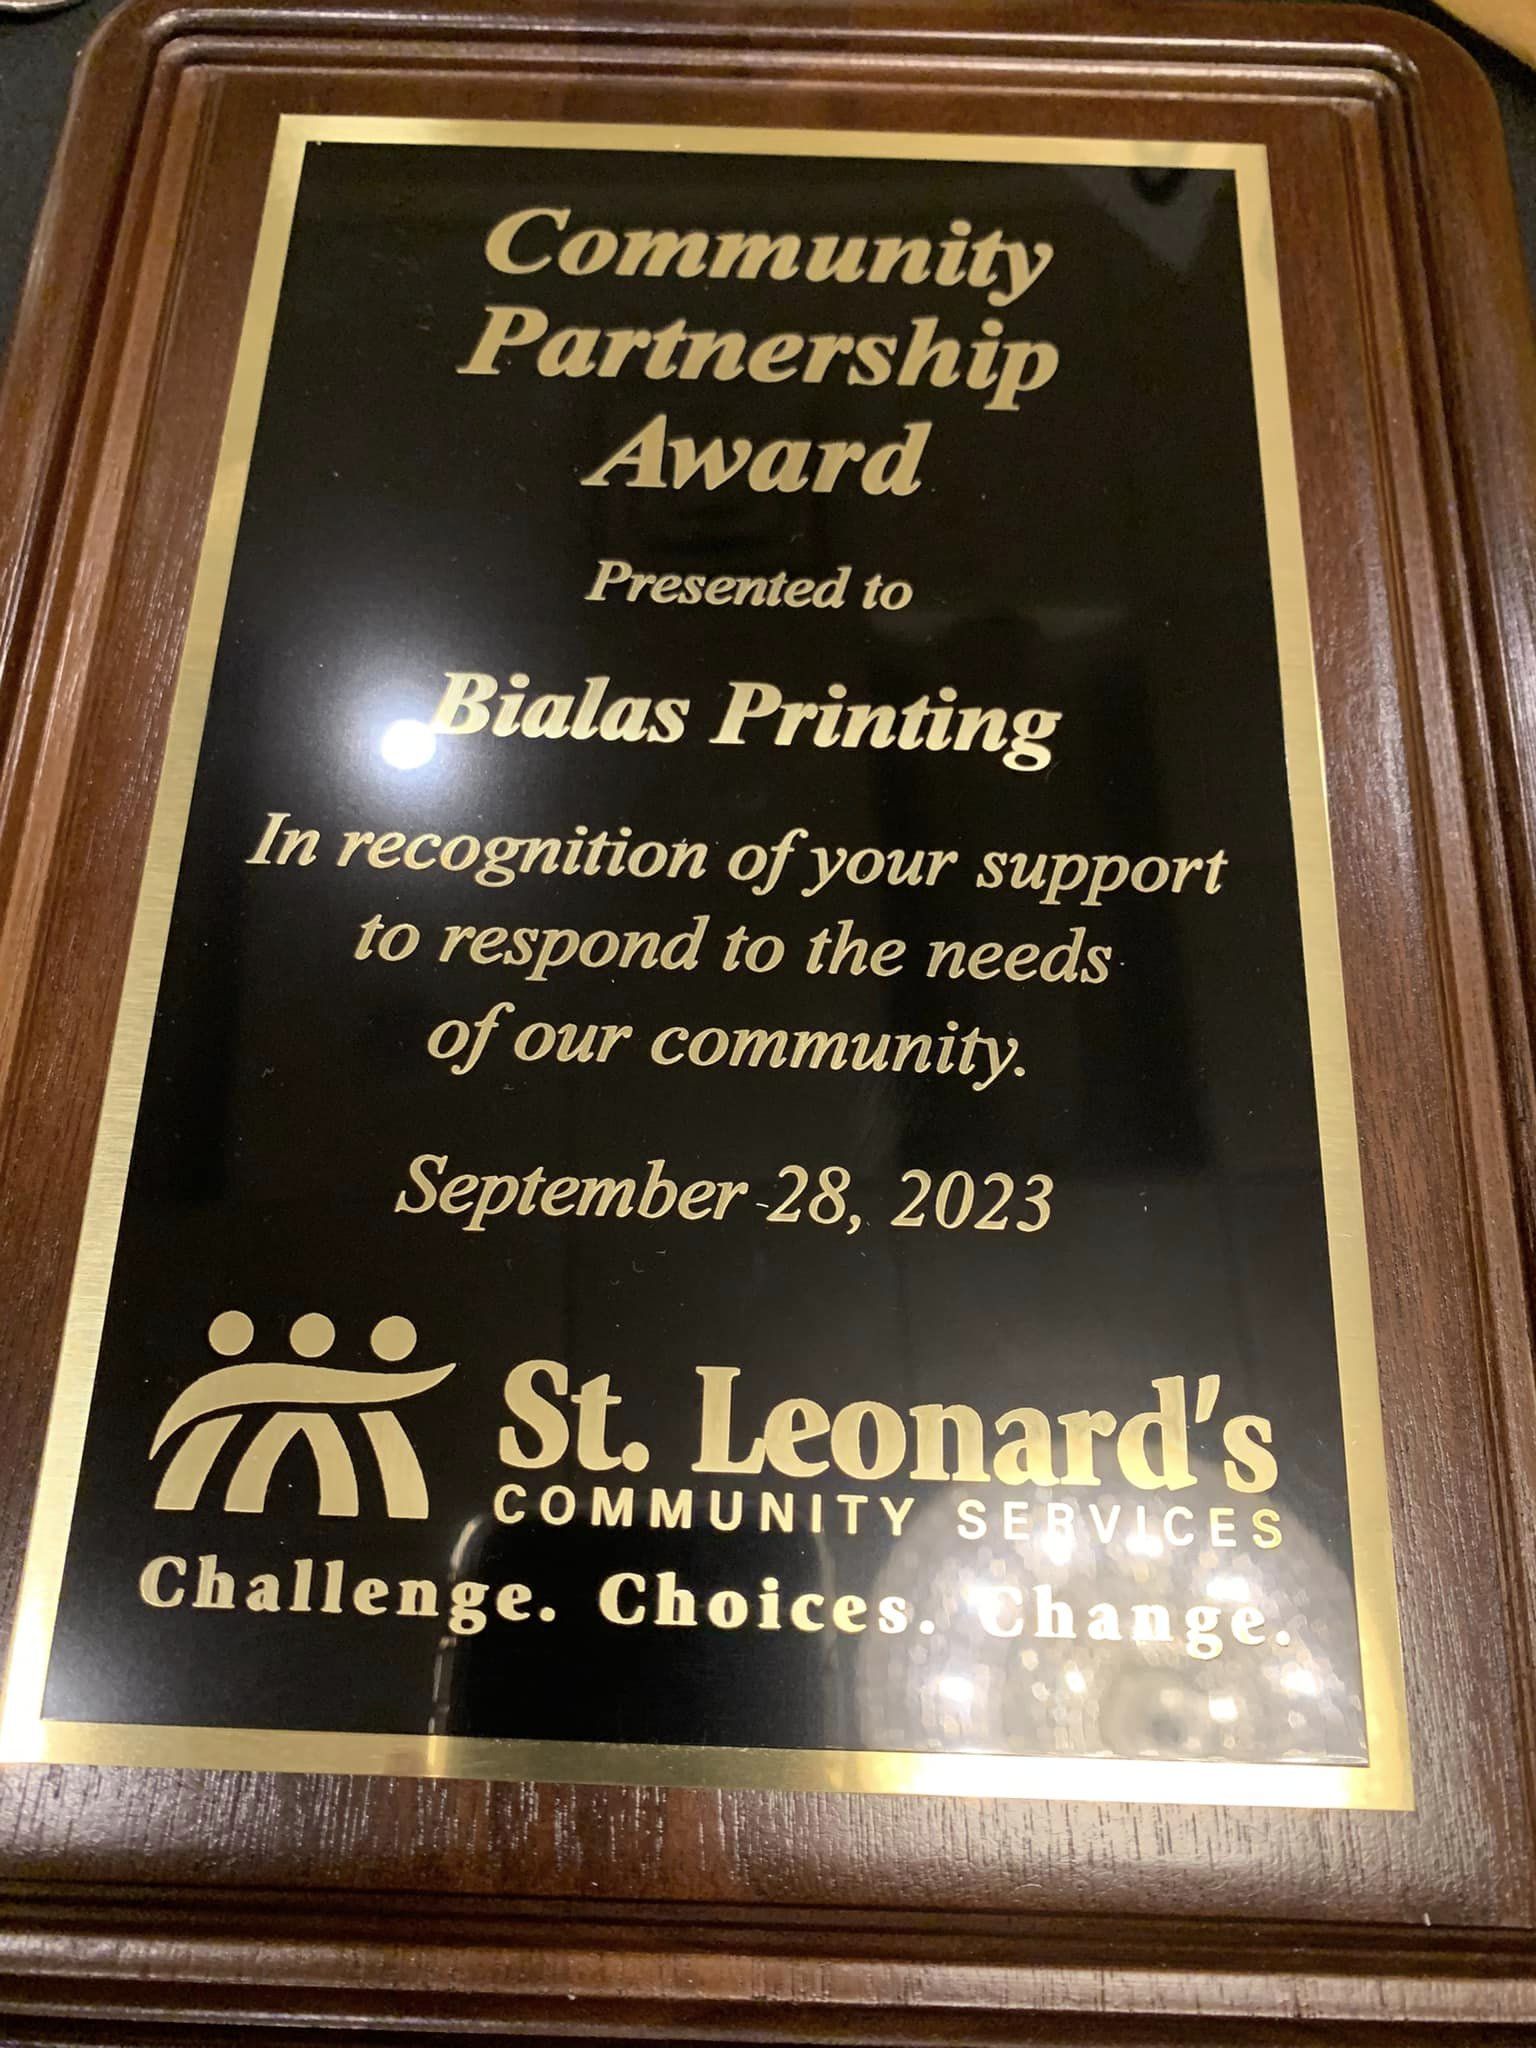 Community
Partnership
Award
Presented to
Bialas Printing
In recognition of your support
to respond to the needs
of our community.
September 28, 2023
St. Leonard's
COMMUNITY SERVICES
Challenge. Choices. Change.